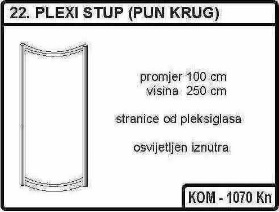 22. PLEXI STUP (PUN KRUG)
promjer 100 cm
visina 250 cm
stranice od pleksiglasa
osvijetljen iznutra
KOM - 1070 Kn